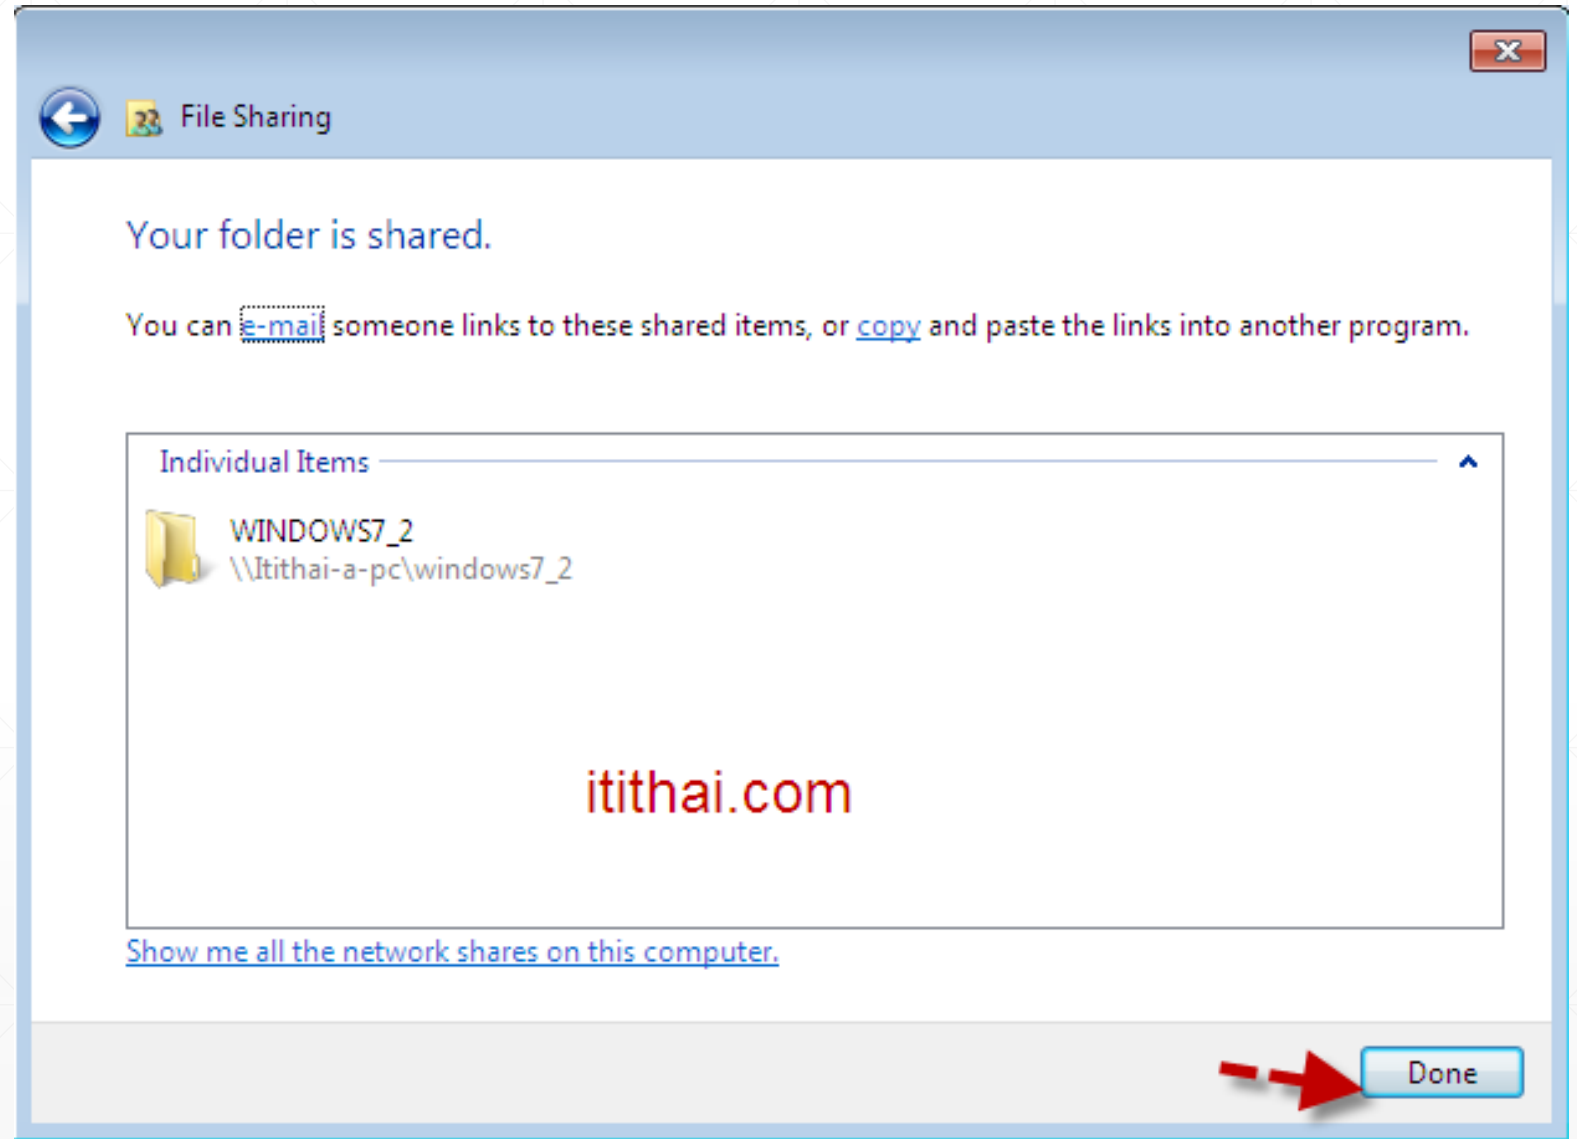 File Sharing
Your folder is shared.
You can e-mail someone links to these shared items, or copy and paste the links into another program.
Individual Items
WINDOWS7_2
\\Itithai-a-pc\windows7_2
itithai.com
Show me all the network shares on this computer.
Done